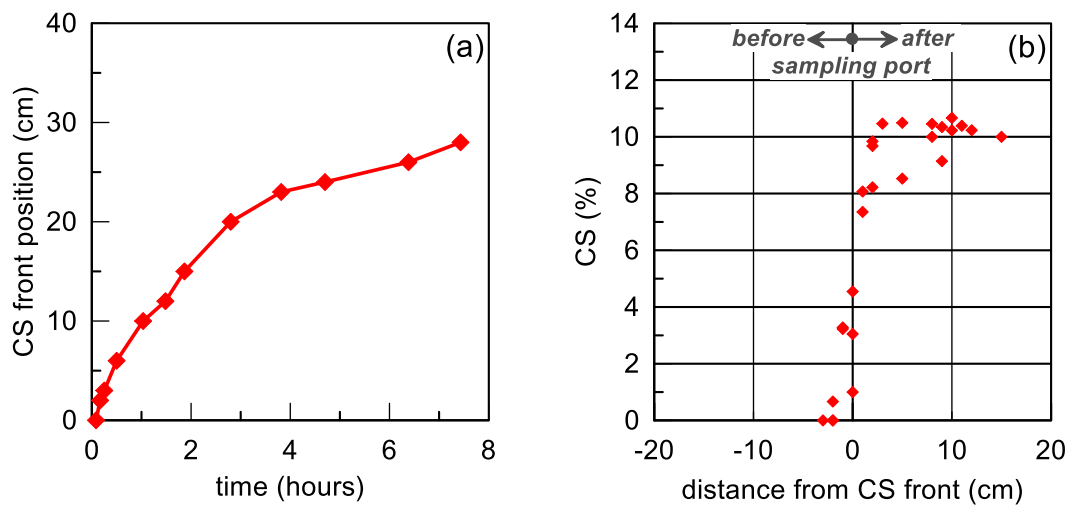 40
30
20
10
0
CS front position (cm)
(a)
0 2 4 6 8
time (hours)
14
12
10
8
6
4
2
0
CS (%)
before after
sampling port
(b)
-20 -10 0 10 20
distance from CS front (cm)